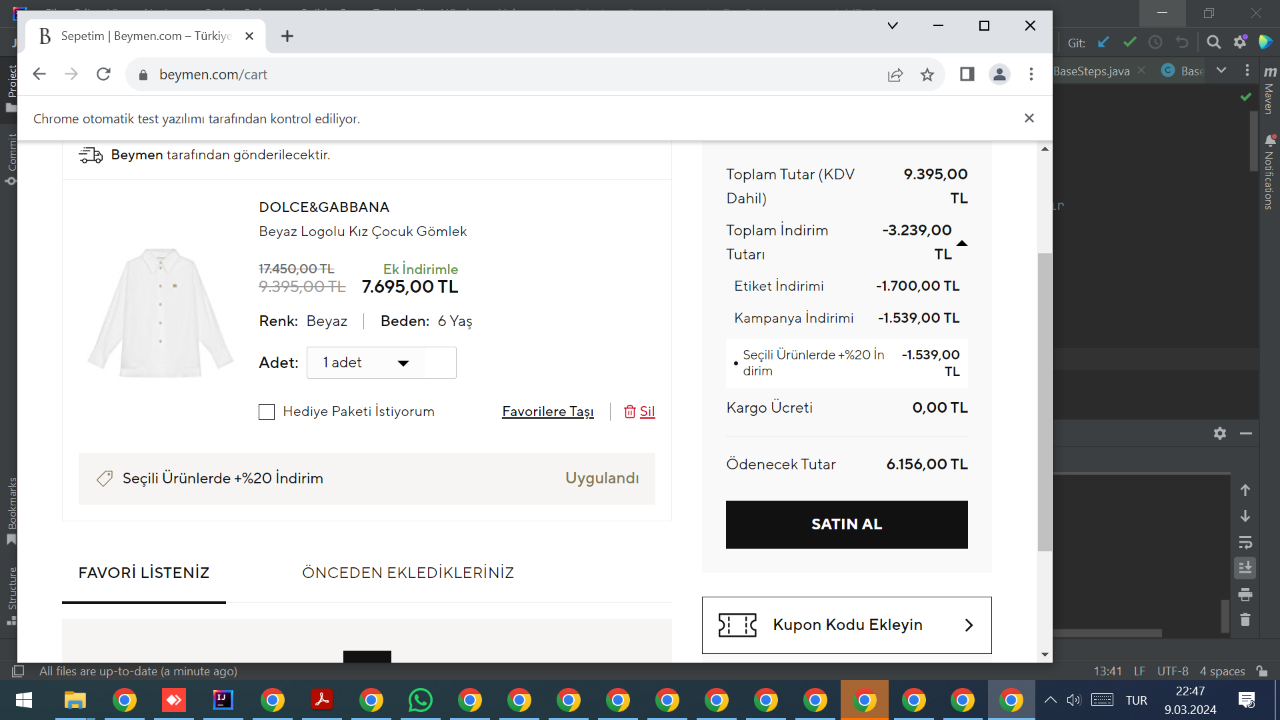 Sepetim | Beymen.com – Türkiye
beymen.com/cart
Chrome otomatik test yazılımı tarafından kontrol ediliyor.
Beymen tarafından gönderilecektir.
DOLCE&GABBANA
Beyaz Logolu Kız Çocuk Gömlek
17.450,00 TL
Ek İndirimle
9.395,00 TL
7.695,00 TL
Renk: Beyaz
Beden: 6 Yaş
Adet:
1 adet
Hediye Paketi İstiyorum
Favorilere Taşı
Sil
Seçili Ürünlerde +%20 İndirim
Uygulandı
FAVORİ LİSTENİZ
ÖNCEDEN EKLEDİKLERİNİZ
Toplam Tutar (KDV
Dahil)
9.395,00
TL
Toplam İndirim
Tutarı
-3.239,00
TL
Etiket İndirimi
-1.700,00 TL
Kampanya İndirimi
-1.539,00 TL
Seçili Ürünlerde +%20 İn
dirim
-1.539,00
TL
Kargo Ücreti
0,00 TL
Ödenecek Tutar
6.156,00 TL
SATIN AL
Kupon Kodu Ekleyin
Git:
BaseSteps.java
Base
Maven
Notifications
Project
Commit
Bookmarks
Structure
All files are up-to-date (a minute ago)
13:41
LF
UTF-8
4 spaces
TUR
22:47
9.03.2024